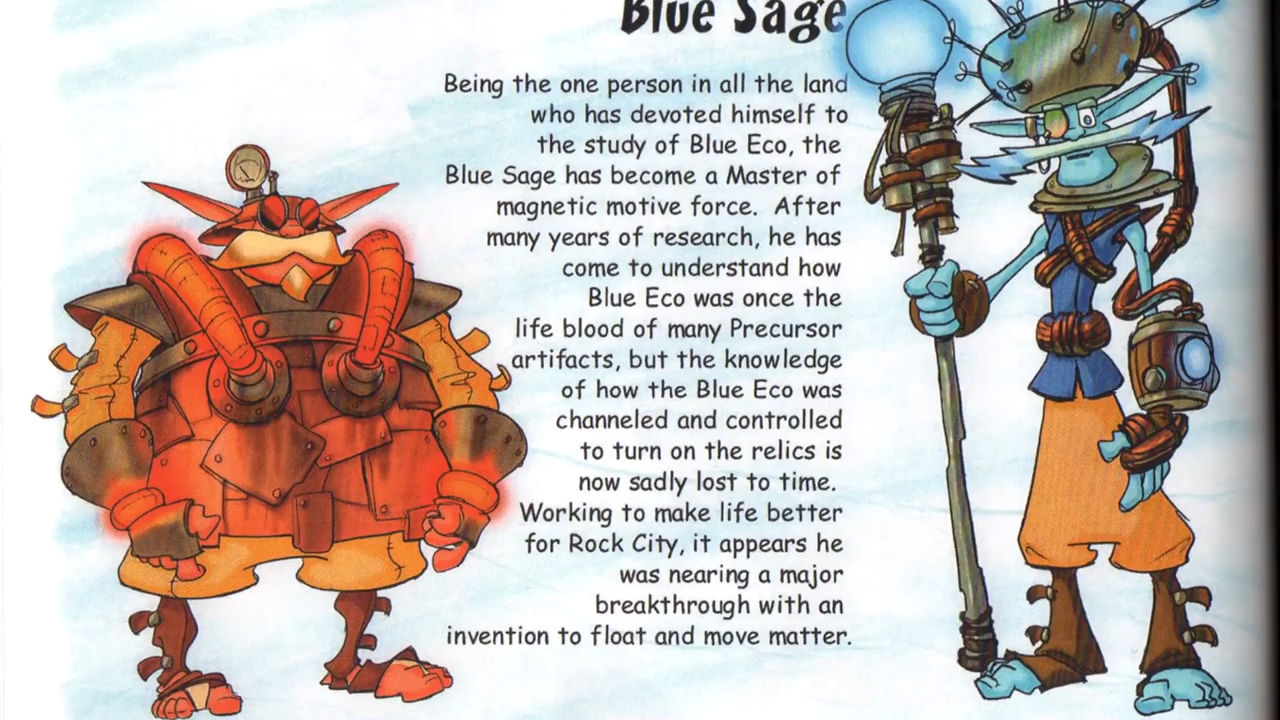 Blue Sage
Being the one person in all the land
who has devoted himself to
the study of Blue Eco, the
Blue Sage has become a Master of
magnetic motive force.  After
many years of research, he has
come to understand how
Blue Eco was once the
life blood of many Precursor
artifacts, but the knowledge
of how the Blue Eco was
channeled and controlled
to turn on the relics is
now sadly lost to time.
Working to make life better
for Rock City, it appears he
was nearing a major
breakthrough with an
invention to float and move matter.